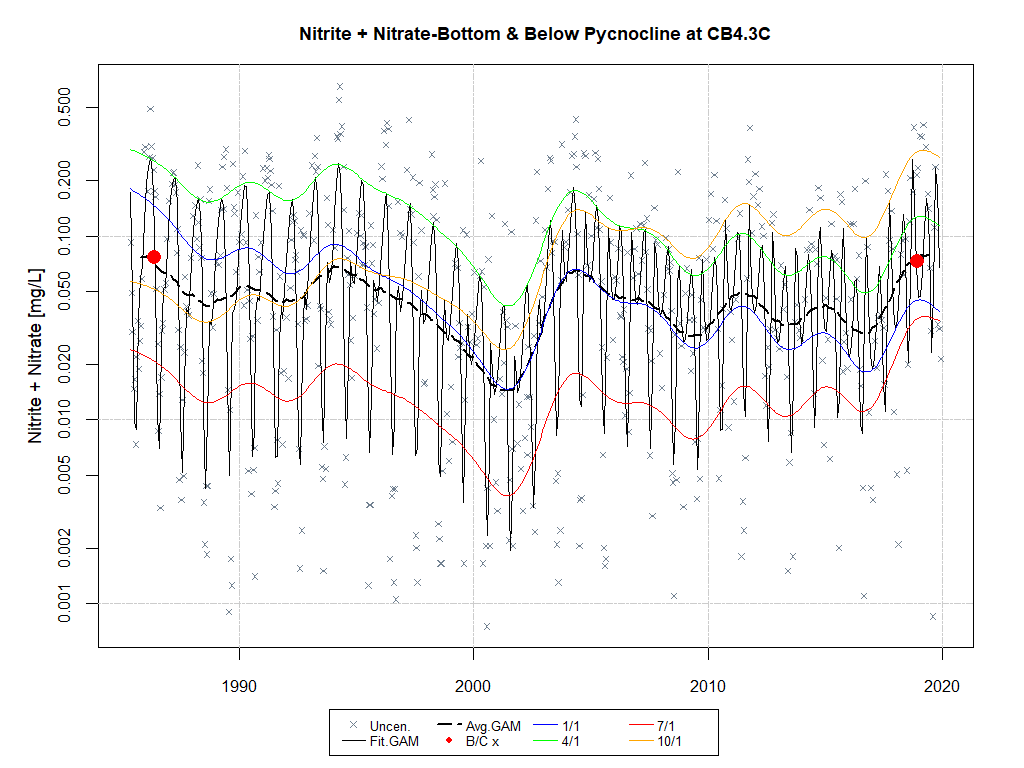 Nitrite + Nitrate-Bottom & Below Pycnocline at CB4.3C
Nitrite + Nitrate [mg/L]
0.500
0.200
0.100
0.050
0.020
0.010
0.005
0.002
0.001
1990 2000 2010 2020
Uncen. Avg.GAM 1/1 7/1
Fit.GAM B/C x 4/1 10/1